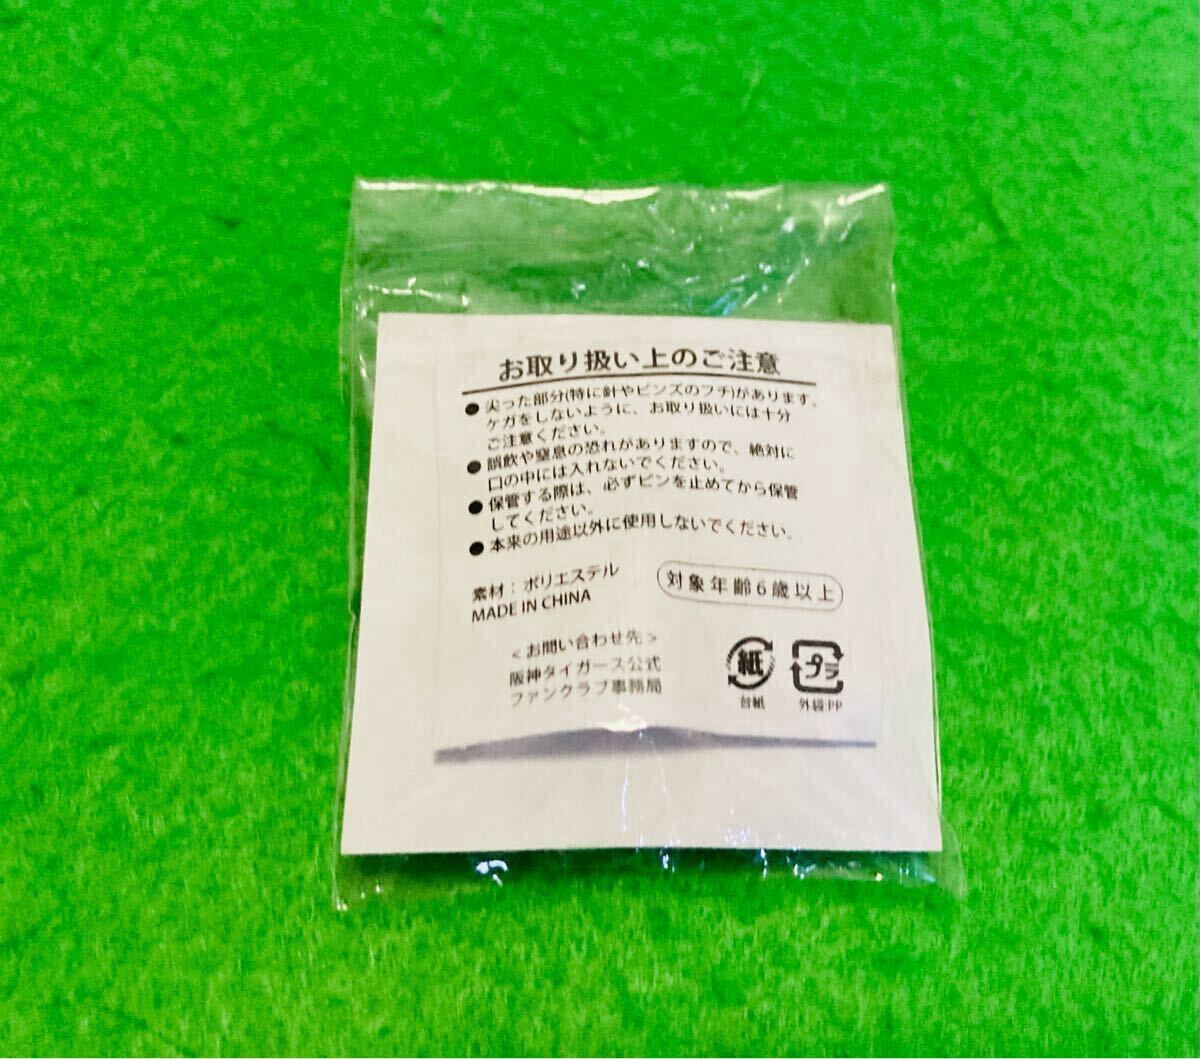 お取り扱い上のご注意
● 尖った部分(特に針やピンズのフチ)があります。
ケガをしないように、お取り扱いには十分
ご注意ください。
● 誤飲や窒息の恐れがありますので、絶対に
口の中には入れないでください。
● 保管する際は、必ずピンを止めてから保管
してください。
● 本来の用途以外に使用しないでください。
素材：ポリエステル
MADE IN CHINA
対象年齢6歳以上
＜お問い合わせ先＞
阪神タイガース公式
ファンクラブ事務局
紙
台紙
プラ
外袋:PP